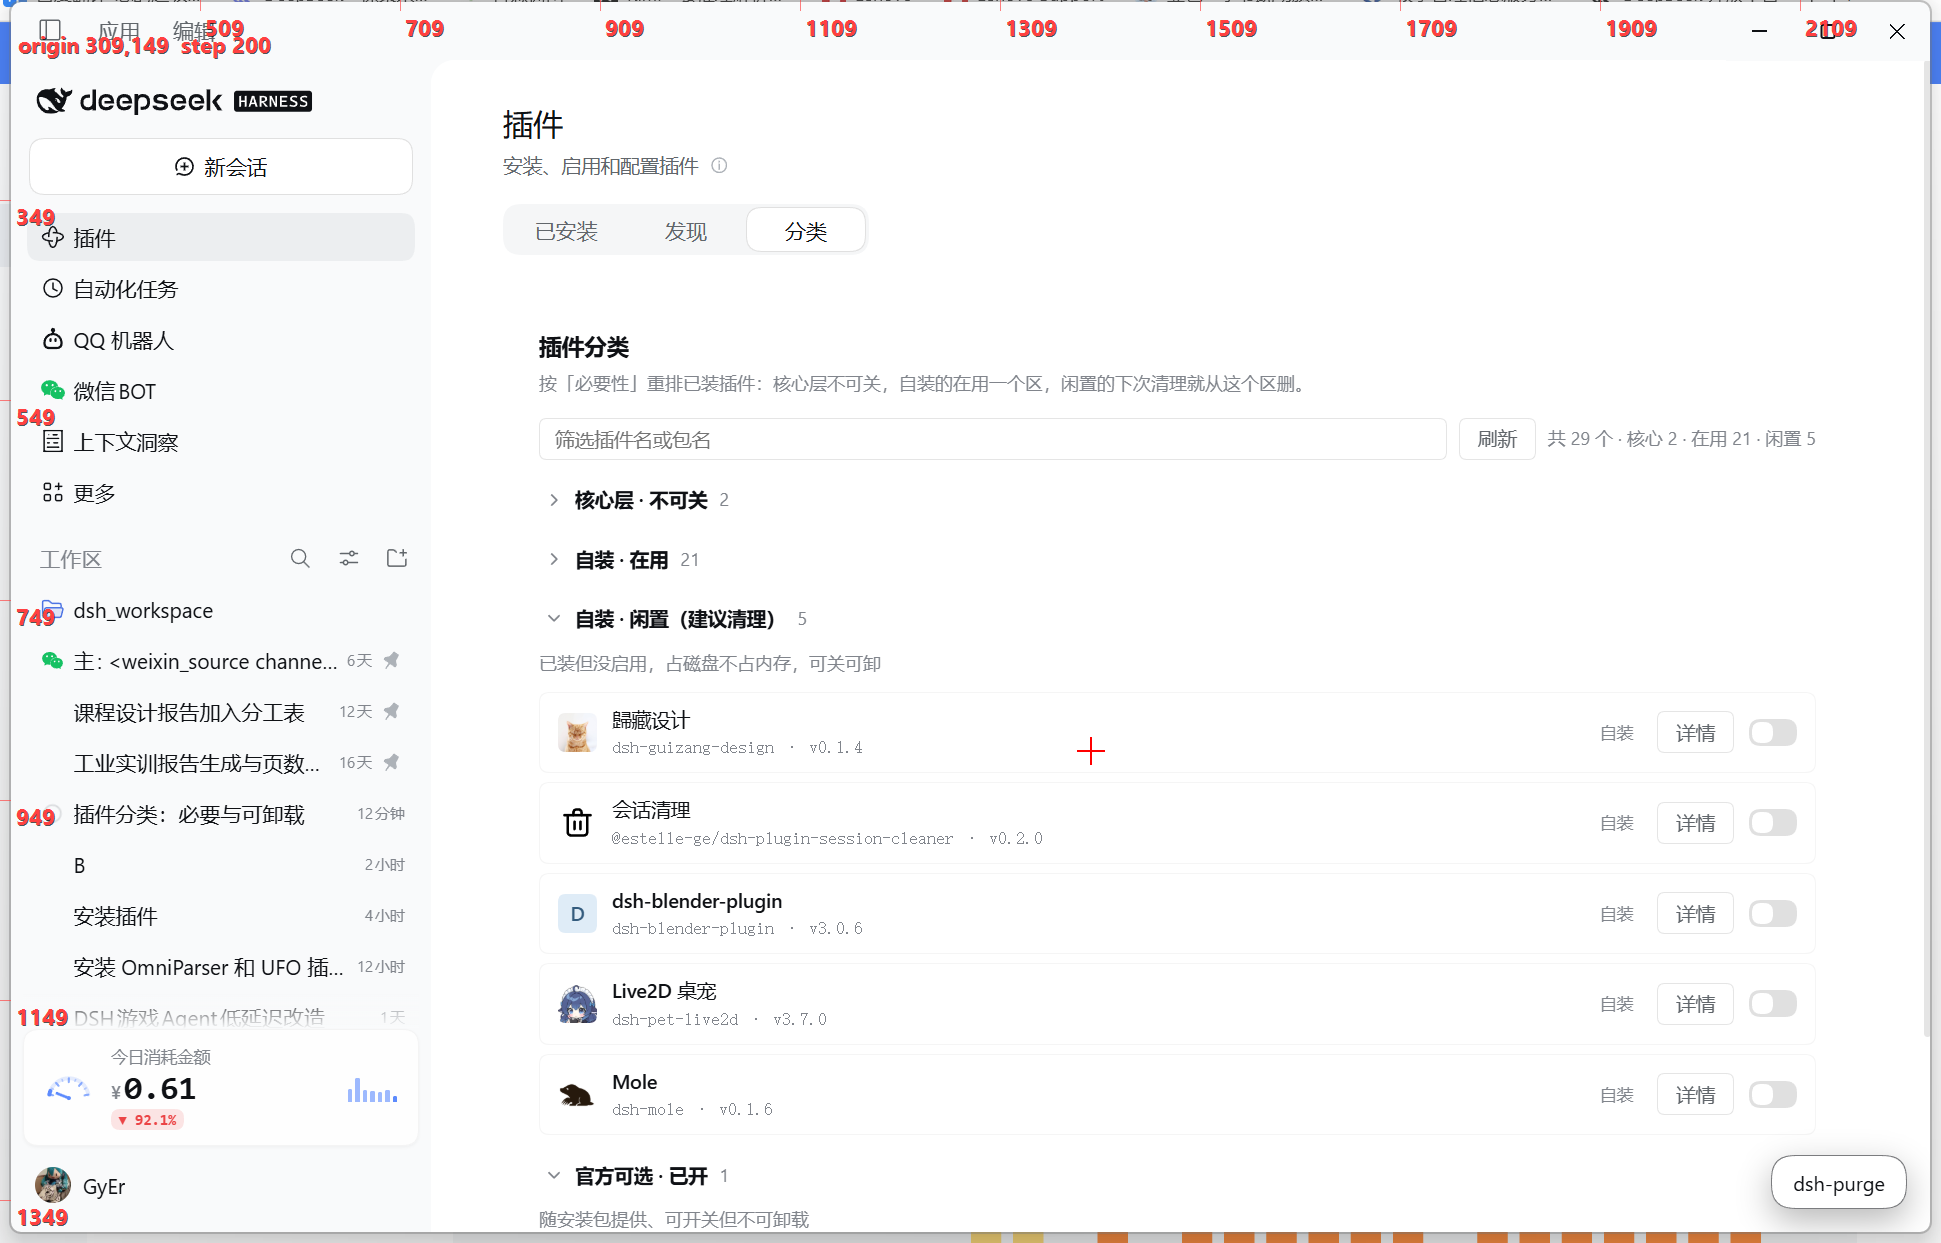 应用 编辑
origin 309,149 step 200
509 709 909 1109 1309 1509 1709 1909 2109
deepseek HARNESS
新会话
349
插件
自动化任务
QQ 机器人
微信 BOT
549
上下文洞察
更多
工作区
749
dsh_workspace
主: <weixin_source channe... 6天
课程设计报告加入分工表 12天
工业实训报告生成与页数... 16天
949
插件分类：必要与可卸载 12分钟
B 2小时
安装插件 4小时
安装 OmniParser 和 UFO 插... 12小时
1149
DSH 游戏 Agent 低延迟改造 1天
今日消耗金额
¥0.61
▼ 92.1%
GyEr
1349
插件
安装、启用和配置插件
已安装 发现 分类
插件分类
按「必要性」重排已装插件：核心层不可关，自装的在用一个区，闲置的下次清理就从这个区删。
筛选插件名或包名 刷新 共 29 个 · 核心 2 · 在用 21 · 闲置 5
核心层 · 不可关 2
自装 · 在用 21
自装 · 闲置（建议清理） 5
已装但没启用，占磁盘不占内存，可关可卸
歸藏设计
dsh-guizang-design · v0.1.4
自装 详情
会话清理
@estelle-ge/dsh-plugin-session-cleaner · v0.2.0
自装 详情
D
dsh-blender-plugin
dsh-blender-plugin · v3.0.6
自装 详情
Live2D 桌宠
dsh-pet-live2d · v3.7.0
自装 详情
Mole
dsh-mole · v0.1.6
自装 详情
官方可选 · 已开 1
随安装包提供、可开关但不可卸载
dsh-purge